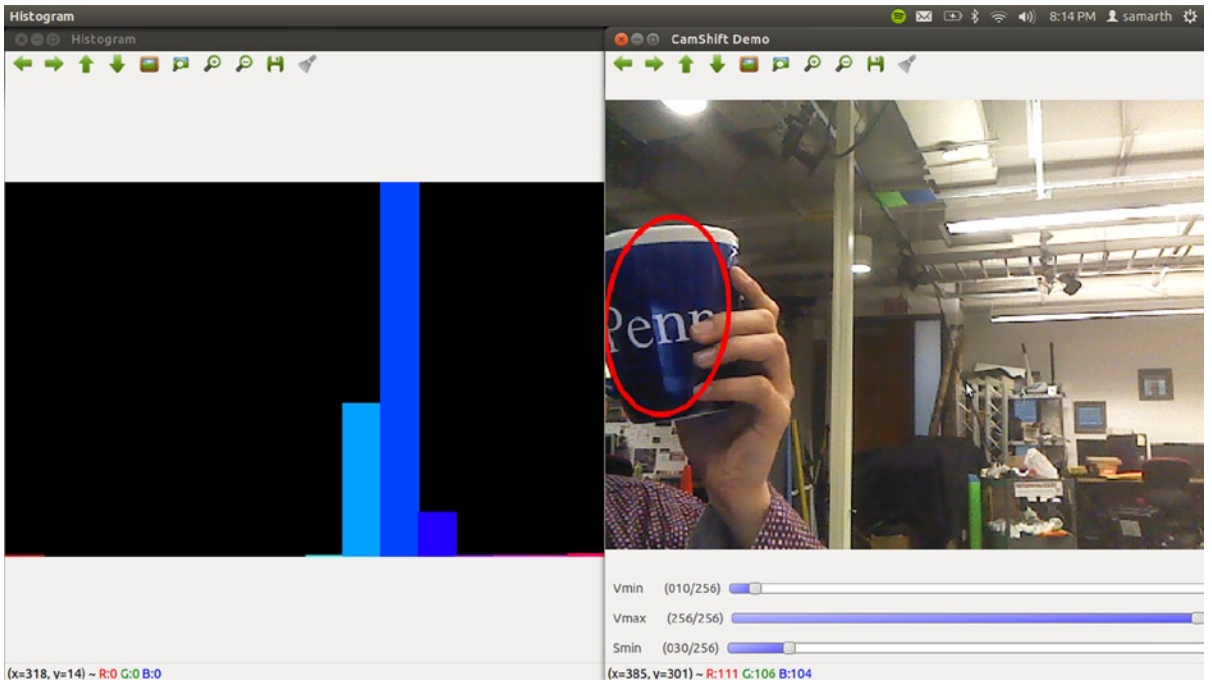 Histogram
8:14 PM samarth
Histogram
CamShift Demo
Penn
Vmin (010/256)
Vmax (256/256)
Smin (030/256)
(x=318, y=14) ~ R:0 G:0 B:0
(x=385, y=301) ~ R:111 G:106 B:104